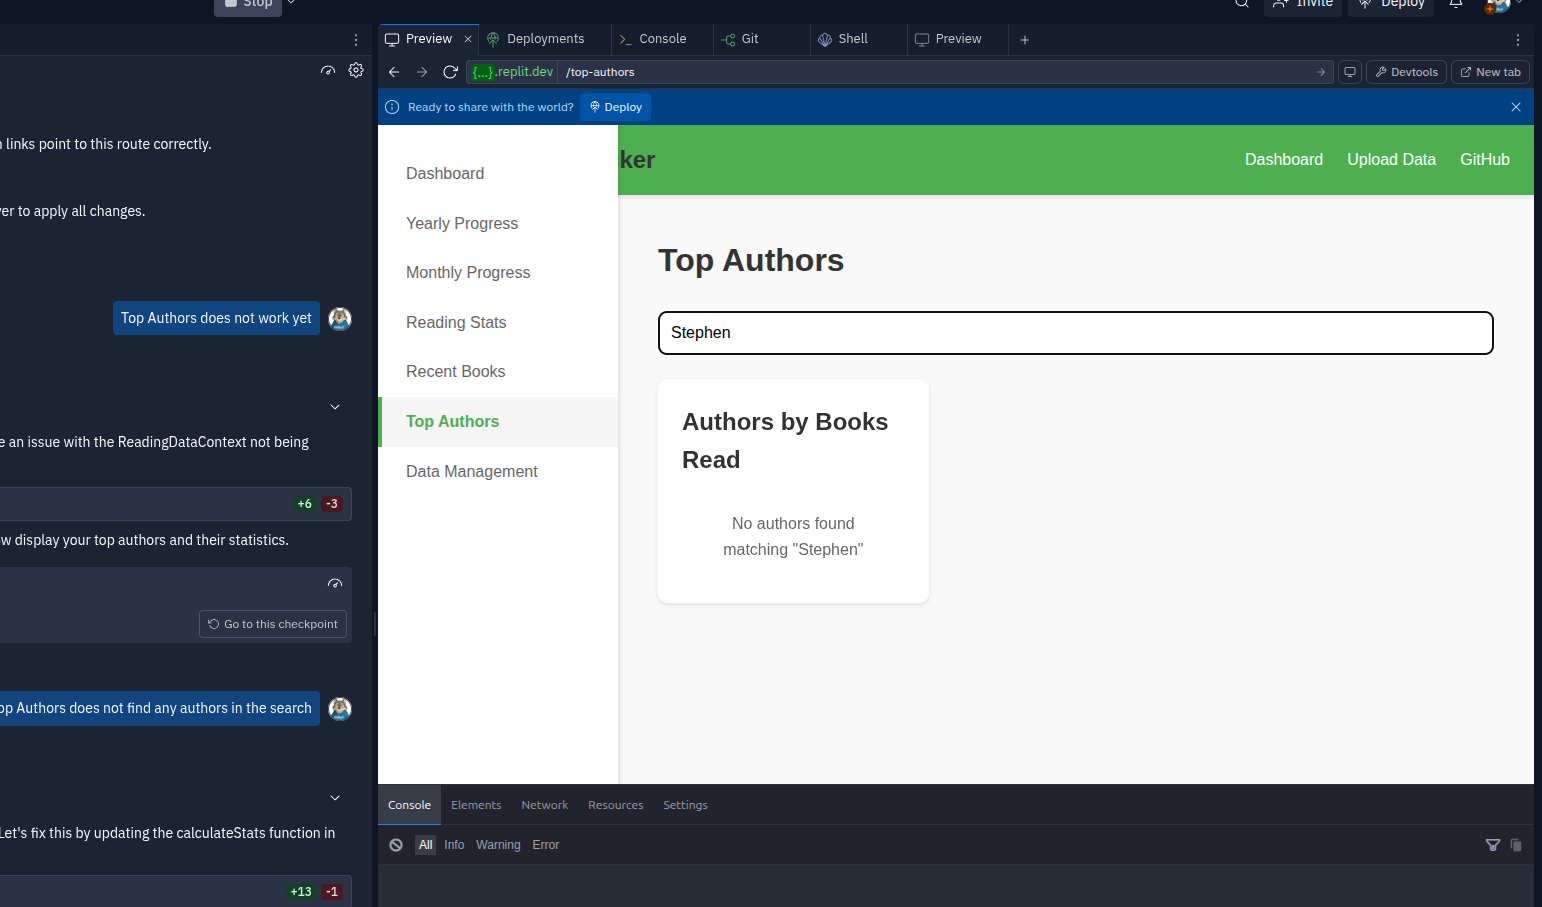 Stop
Invite
Deploy
Preview
Deployments
Console
Git
Shell
Preview
{...}.replit.dev
/top-authors
Devtools
New tab
Ready to share with the world?
Deploy
links point to this route correctly.
er to apply all changes.
Top Authors does not work yet
e an issue with the ReadingDataContext not being
+6 -3
w display your top authors and their statistics.
Go to this checkpoint
op Authors does not find any authors in the search
Let's fix this by updating the calculateStats function in
+13 -1
Dashboard
Yearly Progress
Monthly Progress
Reading Stats
Recent Books
Top Authors
Data Management
ker
Dashboard
Upload Data
GitHub
Top Authors
Stephen
Authors by Books
Read
No authors found
matching "Stephen"
Console
Elements
Network
Resources
Settings
All
Info
Warning
Error